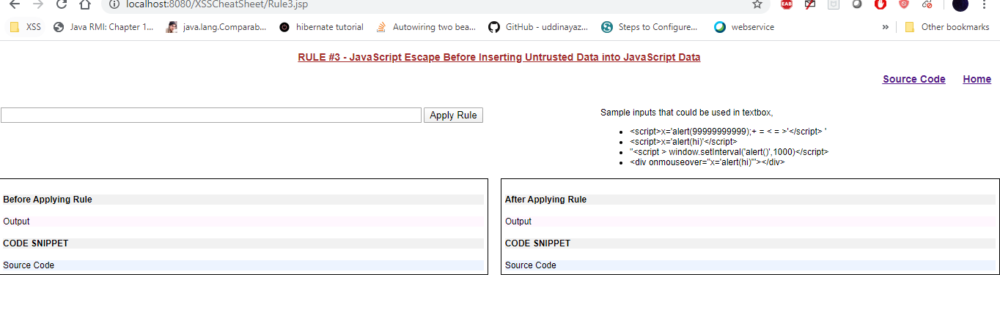 localhost:8080/XSSCheatSheet/Rule3.jsp
EAB
XSS Java RMI: Chapter 1... java.lang.Comparab... hibernate tutorial Autowiring two bea... GitHub - uddinayaz... Steps to Configure... webservice » Other bookmarks
RULE #3 - JavaScript Escape Before Inserting Untrusted Data into JavaScript Data
Source Code Home
Apply Rule
Sample inputs that could be used in textbox,
• <script>x='alert(99999999999);+ = < = >'</script> '
• <script>x='alert(hi)'</script>
• "<script > window.setInterval('alert()',1000)</script>
• <div onmouseover="x='alert(hi)'"></div>
Before Applying Rule
Output
CODE SNIPPET
Source Code
After Applying Rule
Output
CODE SNIPPET
Source Code